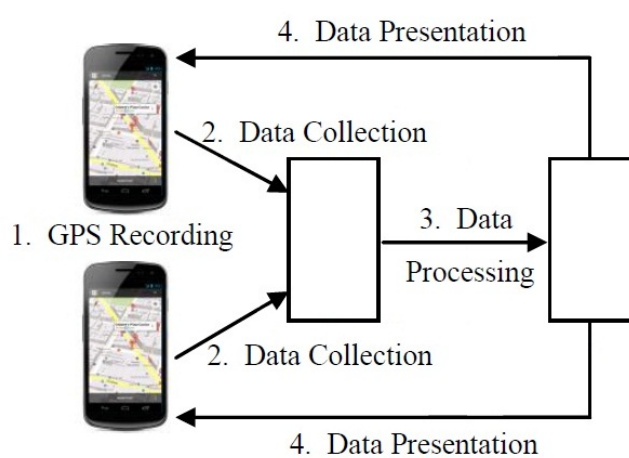 4. Data Presentation
2. Data Collection
1. GPS Recording
3. Data
Processing
2. Data Collection
4. Data Presentation